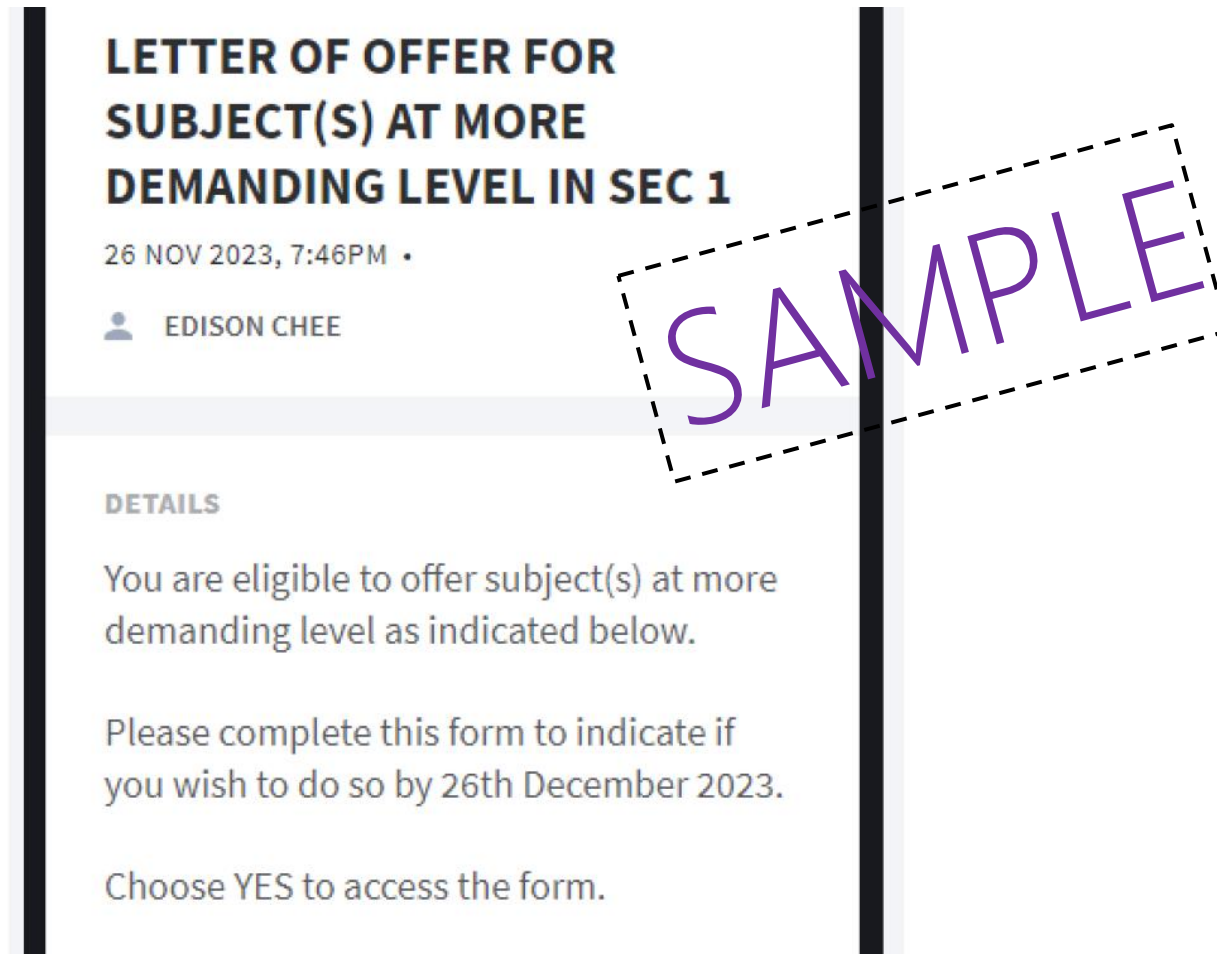 LETTER OF OFFER FOR
SUBJECT(S) AT MORE
DEMANDING LEVEL IN SEC 1
26 NOV 2023, 7:46PM •
EDISON CHEE
SAMPLE
DETAILS
You are eligible to offer subject(s) at more
demanding level as indicated below.
Please complete this form to indicate if
you wish to do so by 26th December 2023.
Choose YES to access the form.